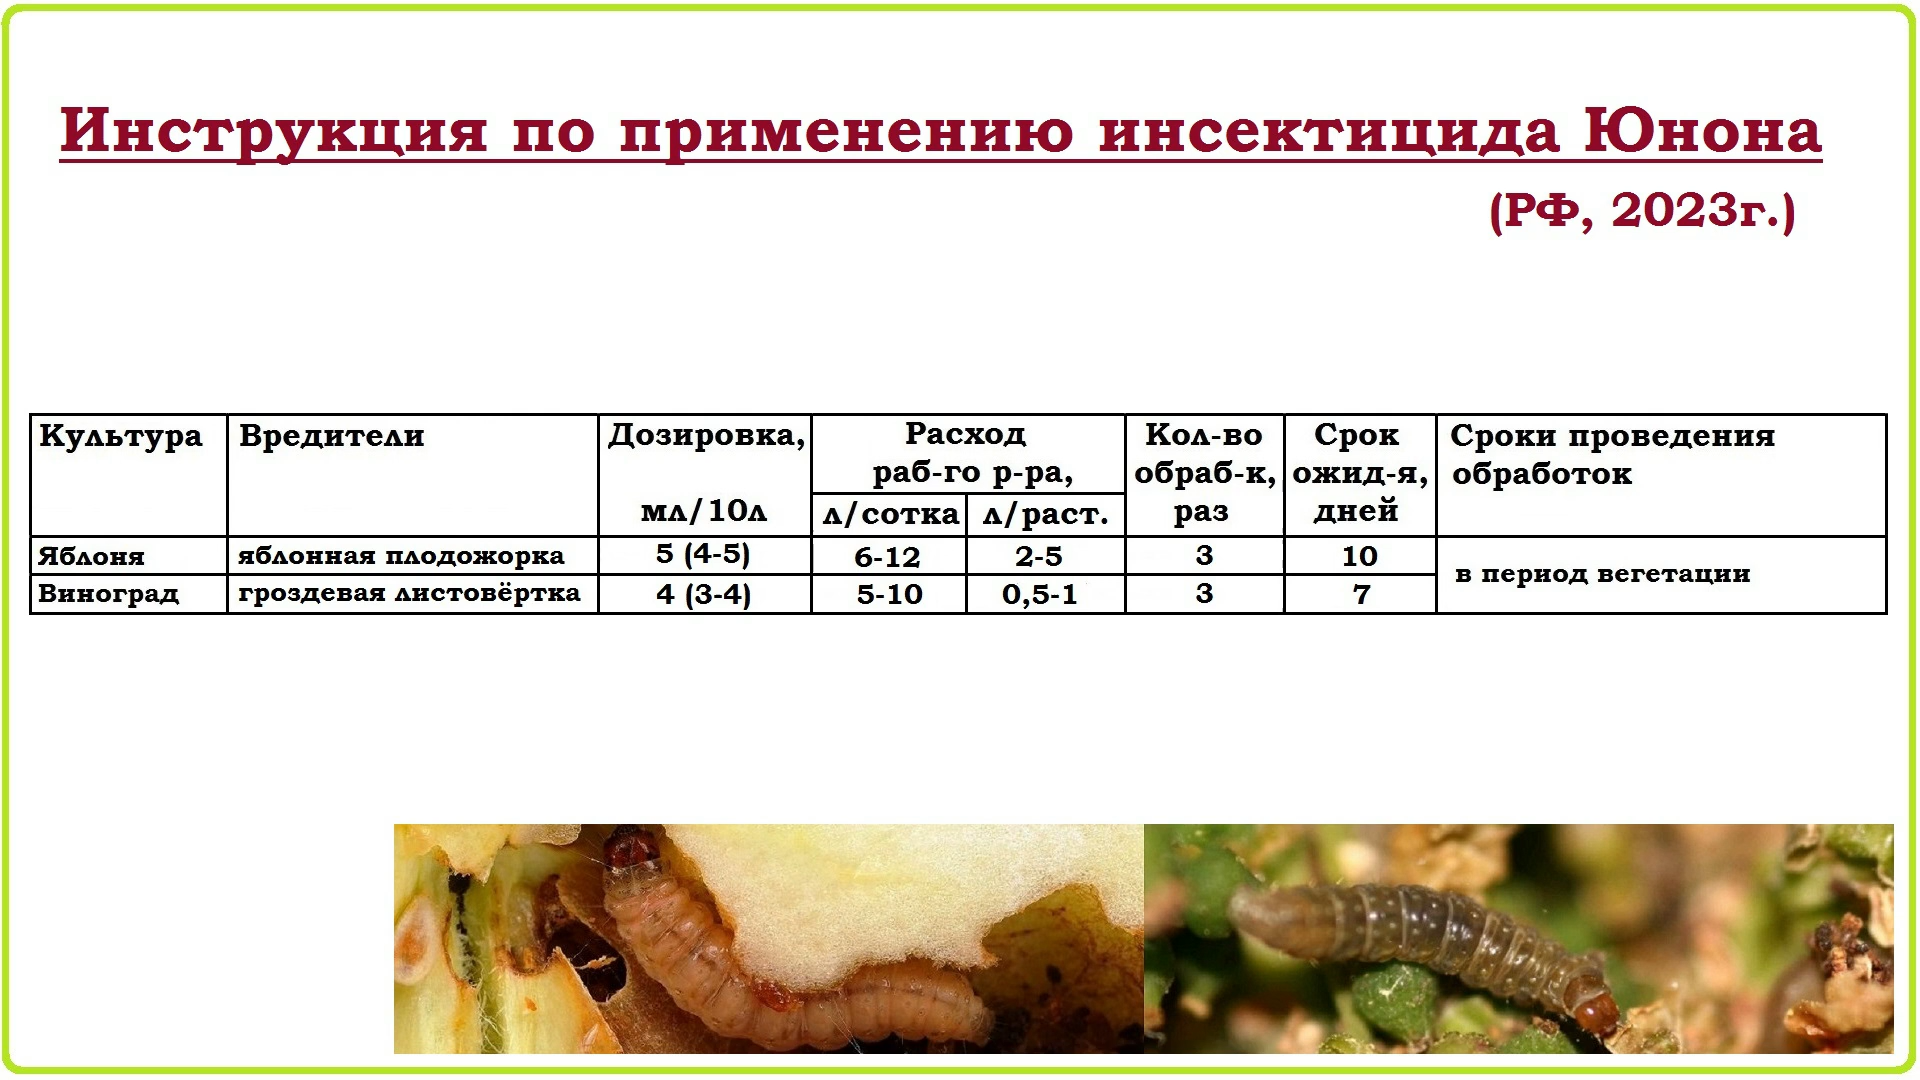 Инструкция по применению инсектицида Юнона
(РФ, 2023г.)
Культура Вредители Дозировка, мл/10л Расход раб-го р-ра, л/сотка л/раст. Кол-во обраб-к, раз Срок ожид-я, дней Сроки проведения обработок
Яблоня яблонная плодожорка 5 (4-5) 6-12 2-5 3 10 в период вегетации
Виноград гроздевая листовёртка 4 (3-4) 5-10 0,5-1 3 7